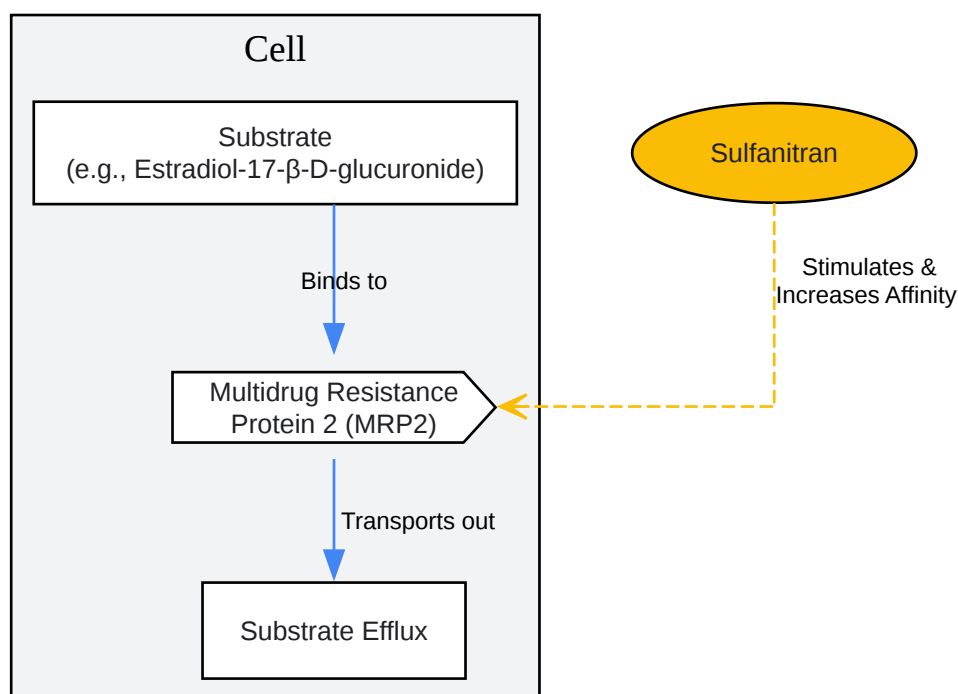 Cell
Substrate
(e.g., Estradiol-17-β-D-glucuronide)
Sulfanitran
Binds to
Stimulates &
Increases Affinity
Multidrug Resistance
Protein 2 (MRP2)
Transports out
Substrate Efflux